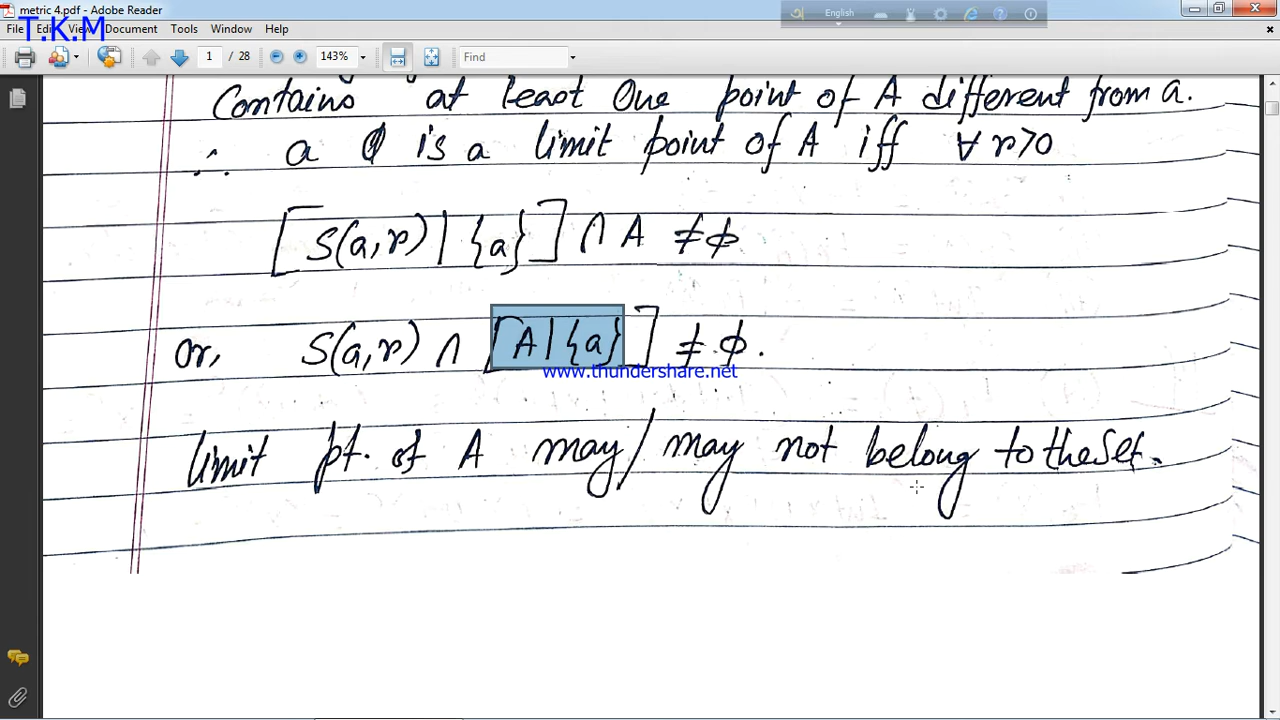 metric 4.pdf - Adobe Reader
T.K.M
File Edit View Document Tools Window Help
English
1 / 28 143% Find
Contains at least One point of A different from a.
∴ a is a limit point of A iff ∀ r>0
[S(a,r) | {a}] ∩ A ≠ ϕ
or, S(a,r) ∩ [A | {a}] ≠ ϕ.
www.thundershare.net
limit pt. of A may/may not belong to the Set.